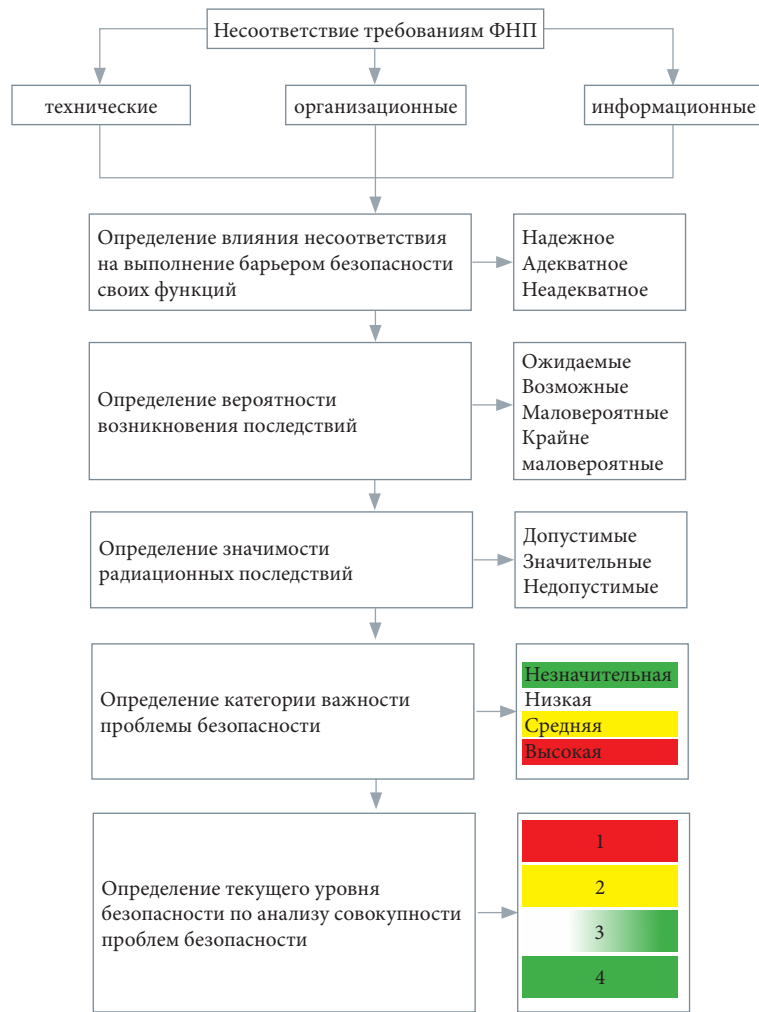 Несоответствие требованиям ФНП
технические
организационные
информационные
Определение влияния несоответствия
на выполнение барьером безопасности
своих функций
Надежное
Адекватное
Неадекватное
Определение вероятности
возникновения последствий
Ожидаемые
Возможные
Маловероятные
Крайне
маловероятные
Определение значимости
радиационных последствий
Допустимые
Значительные
Недопустимые
Определение категории важности
проблемы безопасности
Незначительная
Низкая
Средняя
Высокая
Определение текущего уровня
безопасности по анализу совокупности
проблем безопасности
1
2
3
4